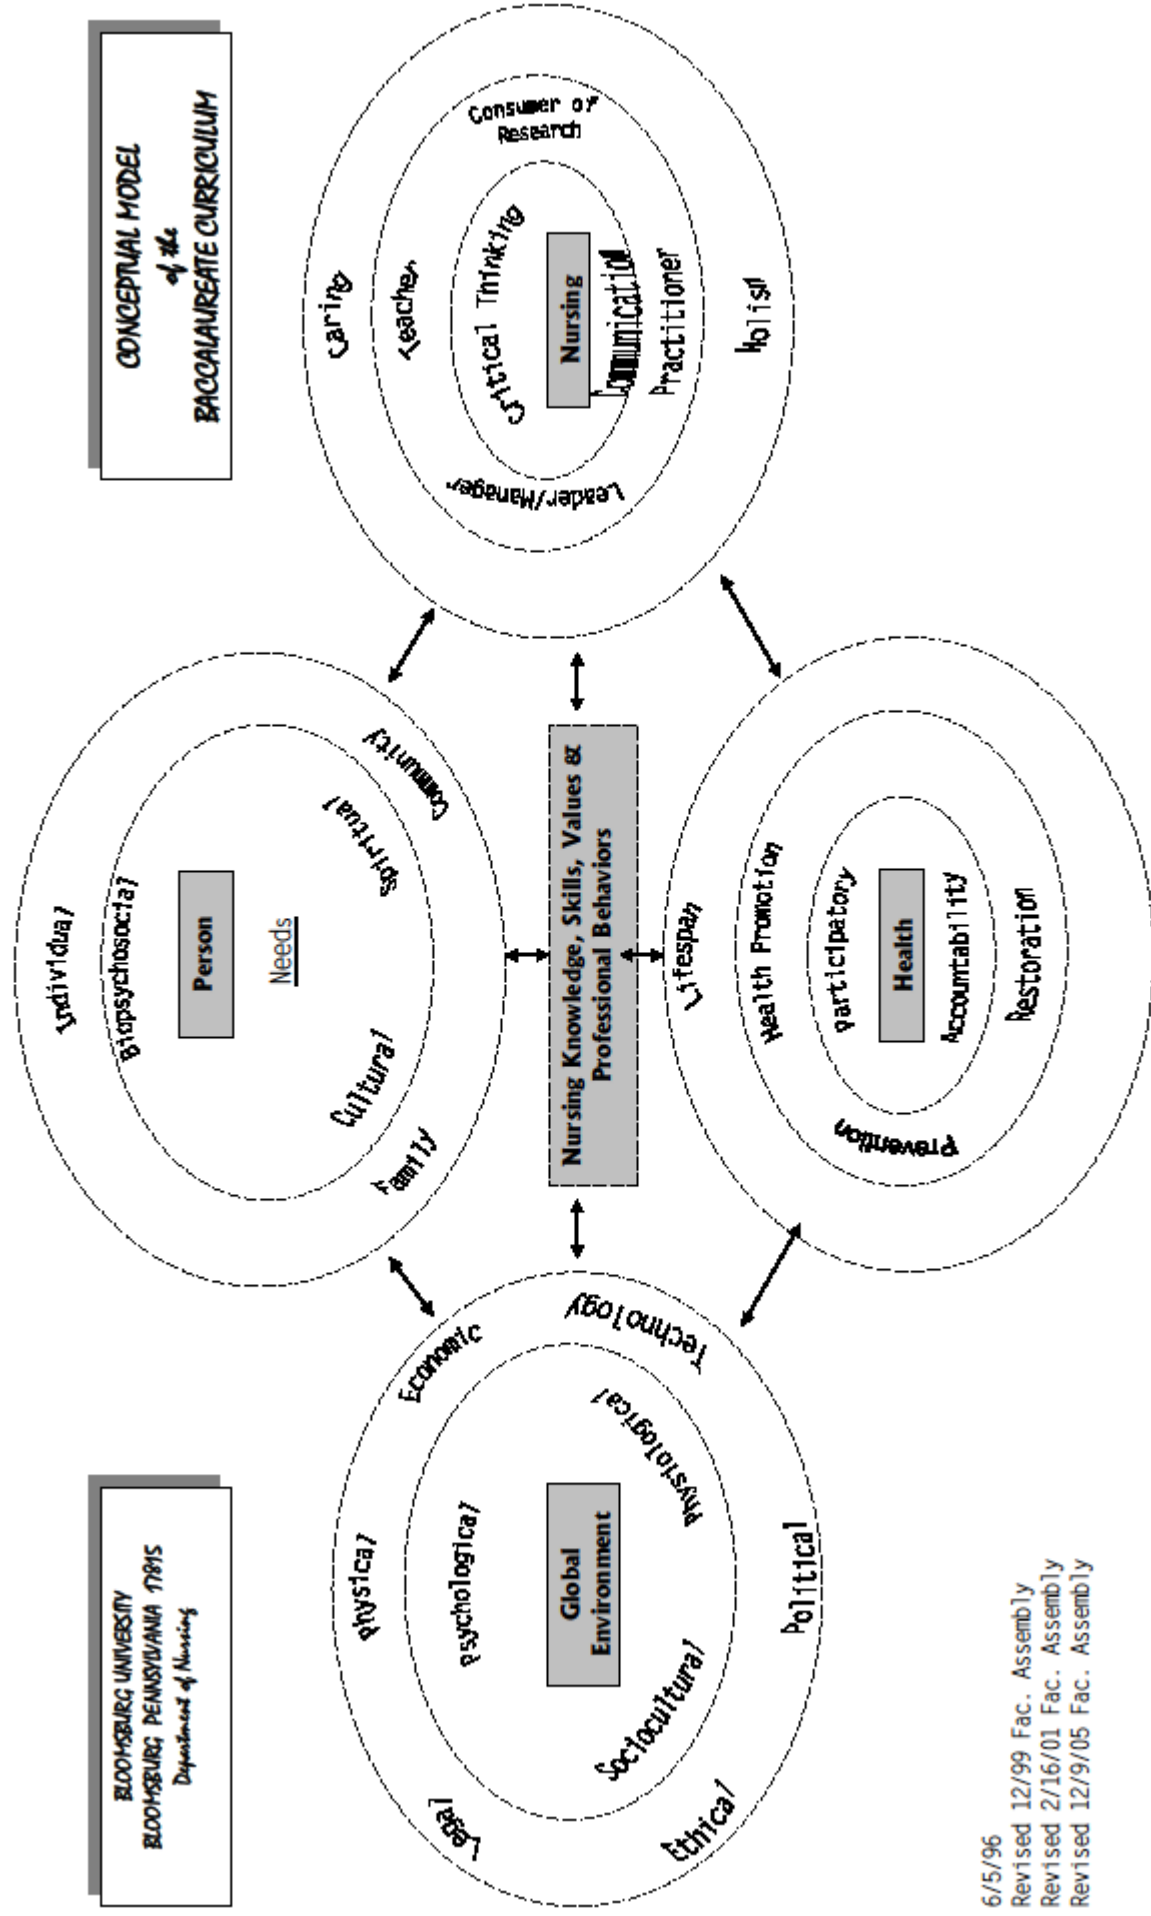 BLOOMSBURG UNIVERSITY
BLOOMSBURG PENNSYLVANIA 17815
Department of Nursing
CONCEPTUAL MODEL
of the
BACCALAUREATE CURRICULUM
Individual
Biopsychosocial
Person
Needs
Cultural
Spiritual
Family
Community
Physical
Economic
Legal
Psychological
Technology
Global
Environment
Physiological
Sociocultural
Ethical
Political
Nursing Knowledge, Skills, Values &
Professional Behaviors
Caring
Teacher
Critical Thinking
Leader/Manager
Consumer of
Research
Nursing
Communication
Practitioner
Holism
Lifespan
Health Promotion
Participatory
Prevention
Health
Accountability
Restoration
6/5/96
Revised 12/99 Fac. Assembly
Revised 2/16/01 Fac. Assembly
Revised 12/9/05 Fac. Assembly